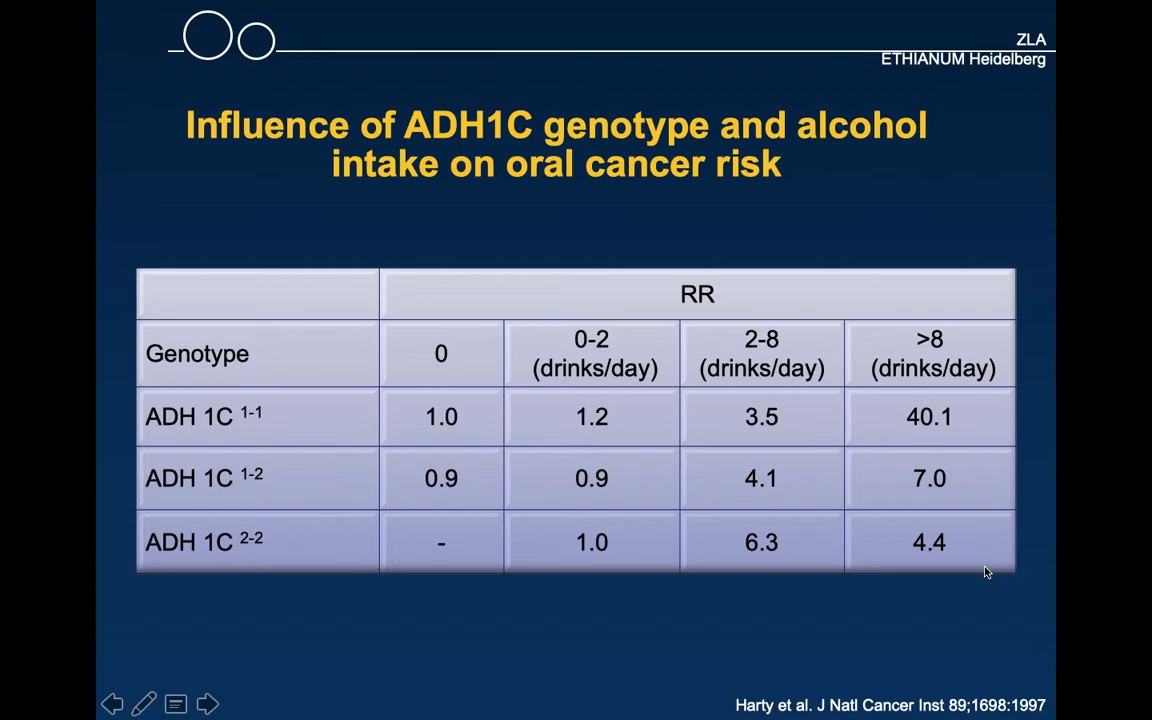 ZLA
ETHIANUM Heidelberg
Influence of ADH1C genotype and alcohol
intake on oral cancer risk
RR
Genotype 0 0-2 (drinks/day) 2-8 (drinks/day) >8 (drinks/day)
ADH 1C 1-1 1.0 1.2 3.5 40.1
ADH 1C 1-2 0.9 0.9 4.1 7.0
ADH 1C 2-2 - 1.0 6.3 4.4
Harty et al. J Natl Cancer Inst 89;1698:1997